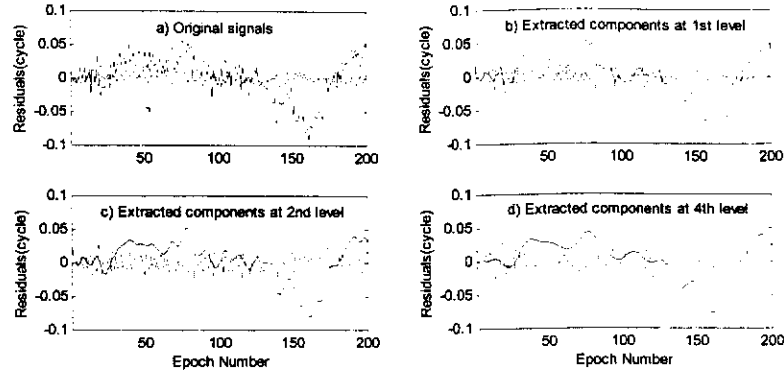 0.1
a) Original signals
0.05
0
-0.05
-0.1
Residuals(cycle)
50 100 150 200
0.1
b) Extracted components at 1st level
0.05
0
-0.05
-0.1
Residuals(cycle)
50 100 150 200
0.1
c) Extracted components at 2nd level
0.05
0
-0.05
-0.1
Residuals(cycle)
50 100 150 200
Epoch Number
0.1
d) Extracted components at 4th level
0.05
0
-0.05
-0.1
Residuals(cycle)
50 100 150 200
Epoch Number